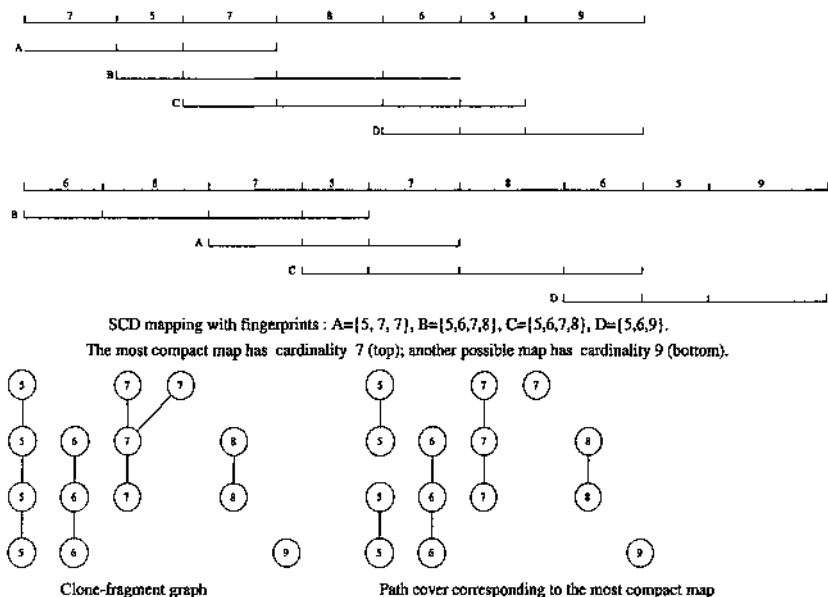 7 5 7 8 6 5 9
A
B
C
D
6 8 7 5 7 8 6 5 9
B
A
C
D
SCD mapping with fingerprints : A={5, 7, 7}, B={5,6,7,8}, C={5,6,7,8}, D={5,6,9}.
The most compact map has cardinality 7 (top); another possible map has cardinality 9 (bottom).
5 7 7 5 7 7
5 6 7 8 5 6 7 8
5 6 7 8 5 6 7 8
5 6 9 5 6 9
Clone-fragment graph
Path cover corresponding to the most compact map